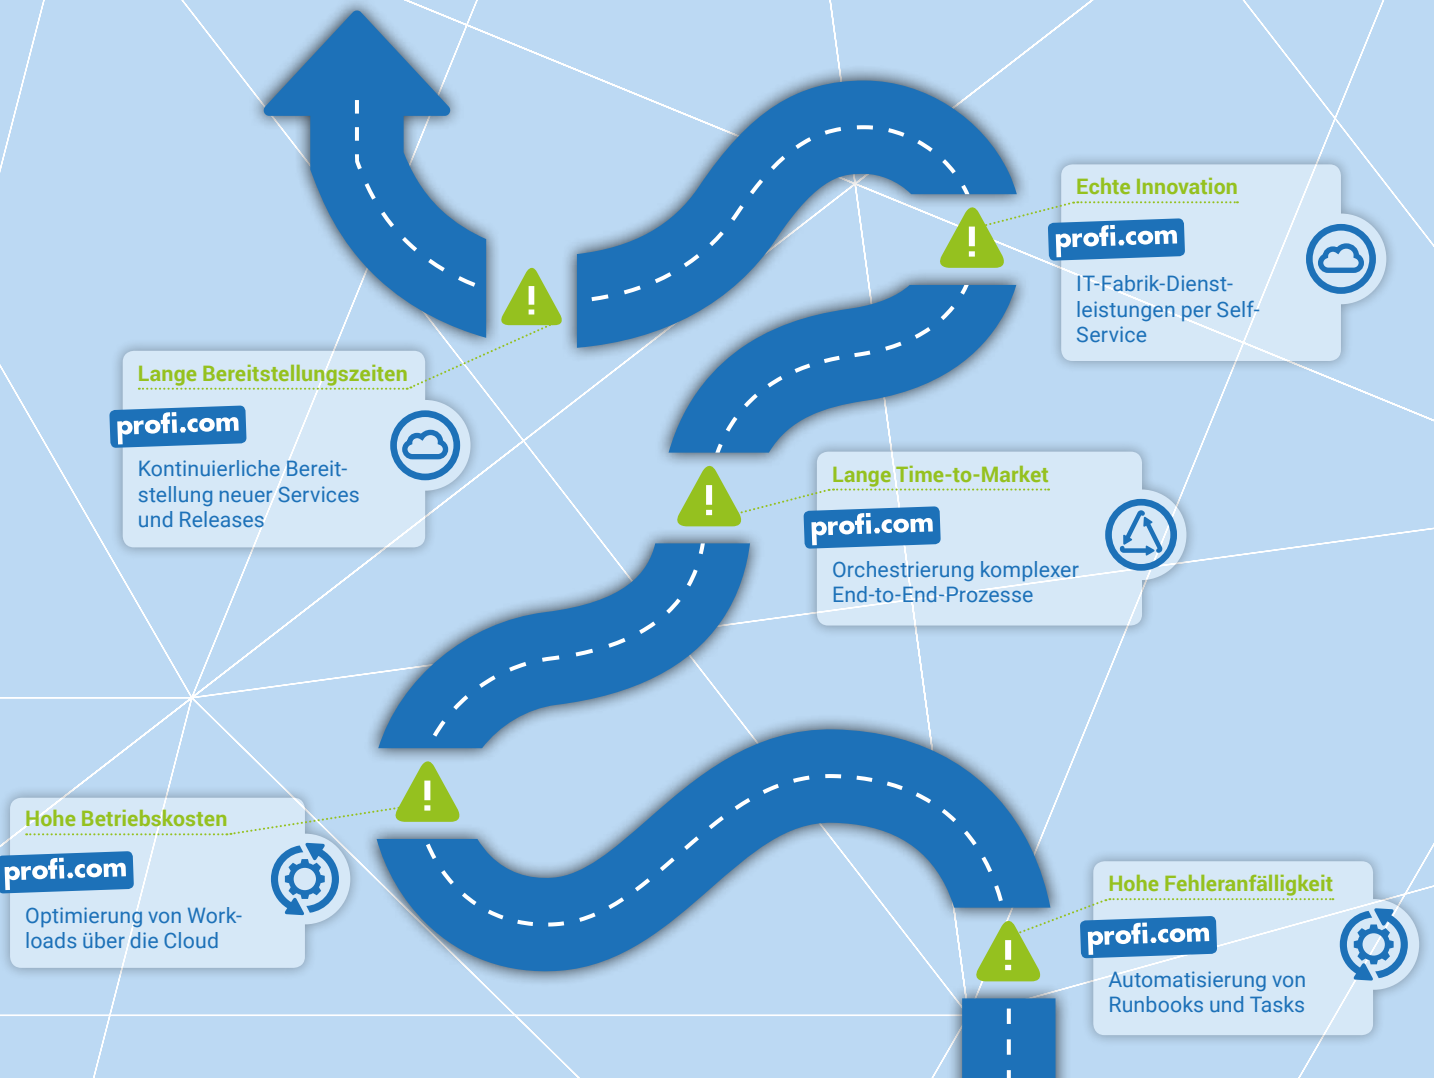 Echte Innovation
profi.com
IT-Fabrik-Dienst-
leistungen per Self-
Service
Lange Bereitstellungszeiten
profi.com
Kontinuierliche Bereit-
stellung neuer Services
und Releases
Lange Time-to-Market
profi.com
Orchestrierung komplexer
End-to-End-Prozesse
Hohe Betriebskosten
profi.com
Optimierung von Work-
loads über die Cloud
Hohe Fehleranfälligkeit
profi.com
Automatisierung von
Runbooks und Tasks